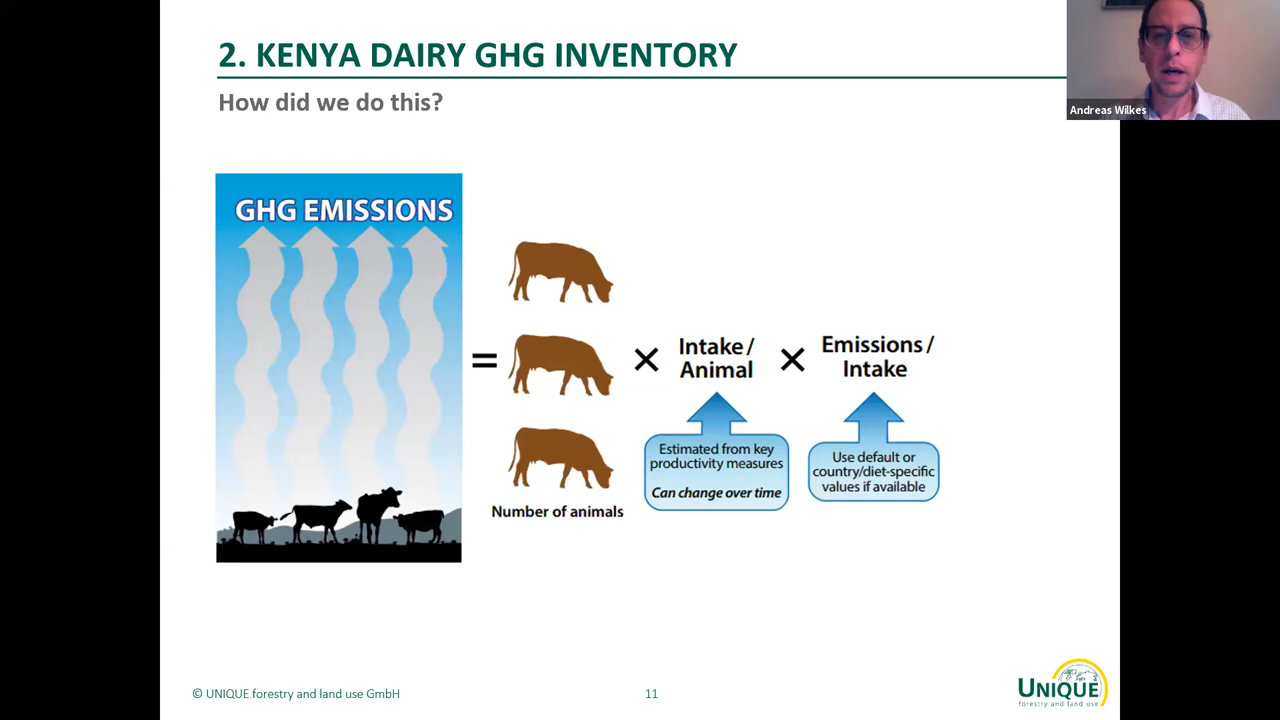 2. KENYA DAIRY GHG INVENTORY
How did we do this?
Andreas Wilkes
GHG EMISSIONS
=
Number of animals
×
Intake /
Animal
×
Emissions /
Intake
Estimated from key
productivity measures
Can change over time
Use default or
country/diet-specific
values if available
© UNIQUE forestry and land use GmbH
11
UNIQUE
forestry and land use